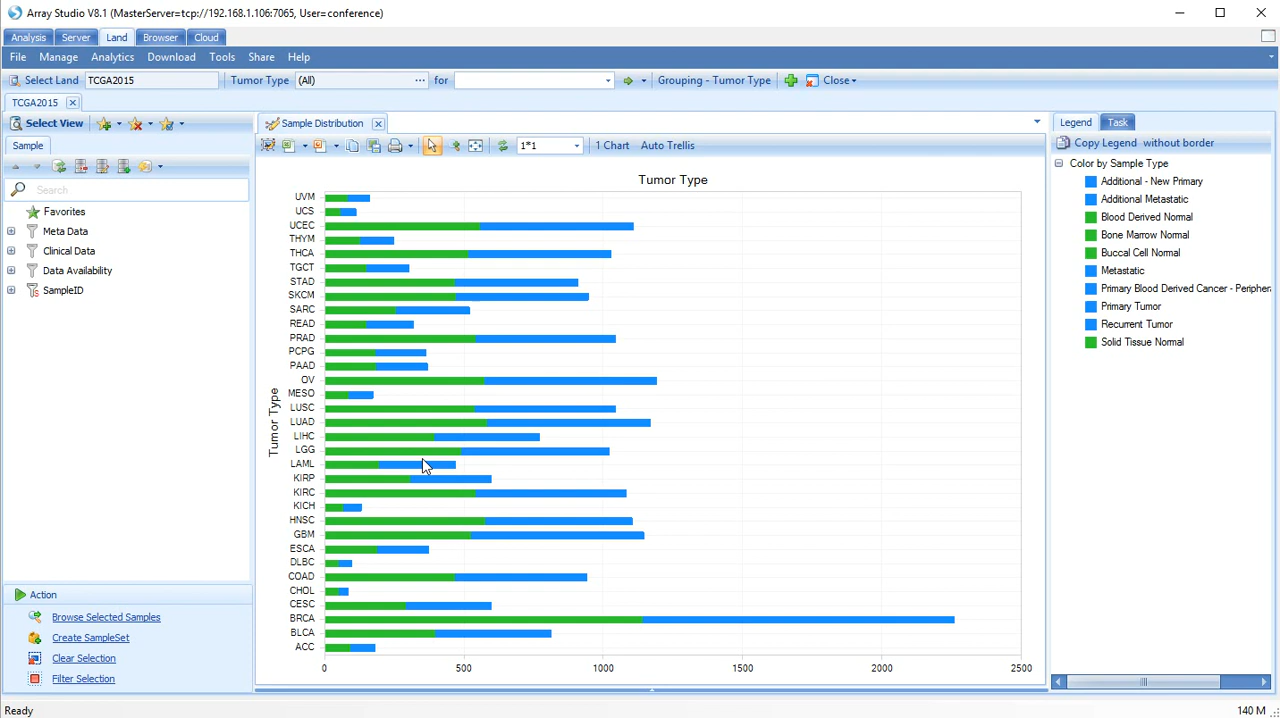 Array Studio V8.1 (MasterServer=tcp://192.168.1.106:7065, User=conference)
Analysis Server Land Browser Cloud
File Manage Analytics Download Tools Share Help
Select Land TCGA2015 Tumor Type (All) ... for Grouping - Tumor Type Close
TCGA2015
Select View
Sample Distribution
Legend Task
Sample
1*1 1 Chart Auto Trellis
Copy Legend without border
Search
Favorites
Meta Data
Clinical Data
Data Availability
SampleID
Action
Browse Selected Samples
Create SampleSet
Clear Selection
Filter Selection
Tumor Type
Tumor Type
UVM
UCS
UCEC
THYM
THCA
TGCT
STAD
SKCM
SARC
READ
PRAD
PCPG
PAAD
OV
MESO
LUSC
LUAD
LIHC
LGG
LAML
KIRP
KIRC
KICH
HNSC
GBM
ESCA
DLBC
COAD
CHOL
CESC
BRCA
BLCA
ACC
0 500 1000 1500 2000 2500
Color by Sample Type
Additional - New Primary
Additional Metastatic
Blood Derived Normal
Bone Marrow Normal
Buccal Cell Normal
Metastatic
Primary Blood Derived Cancer - Periphera
Primary Tumor
Recurrent Tumor
Solid Tissue Normal
Ready
140 M